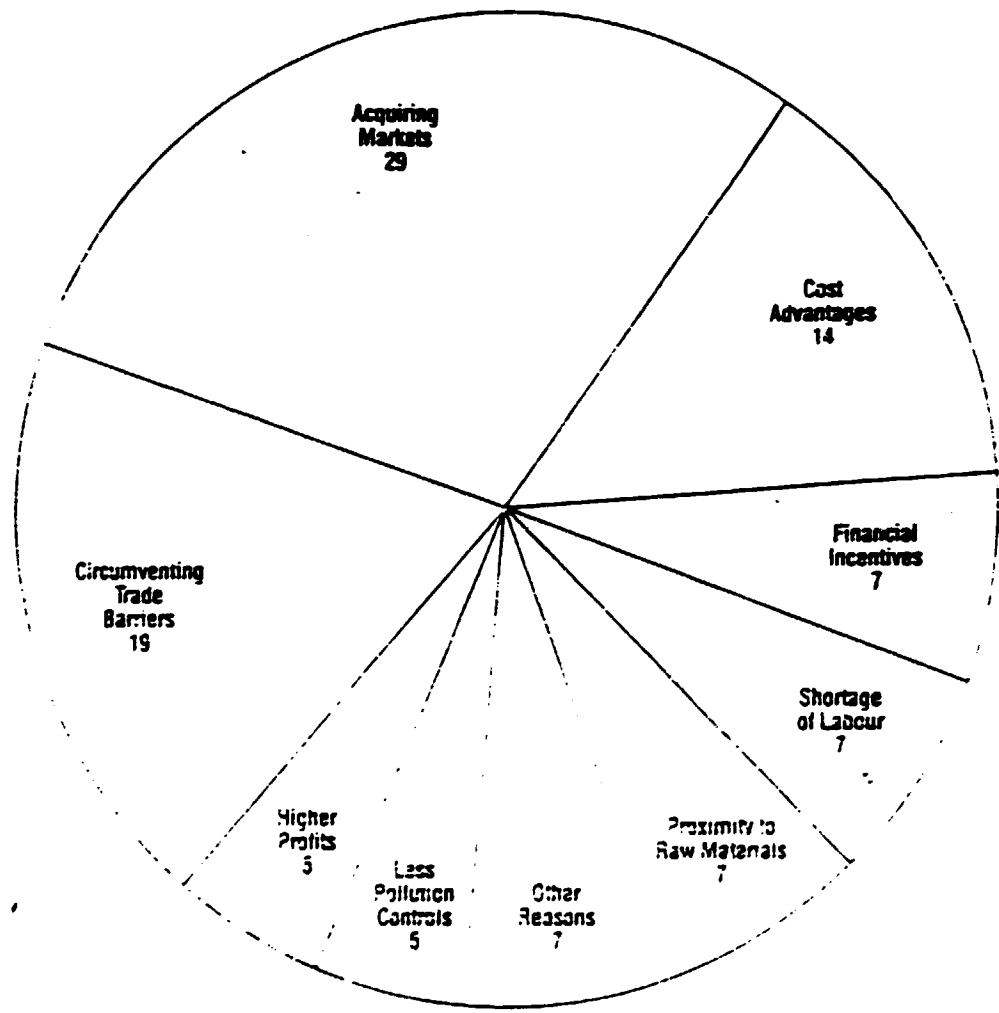 Acquiring
Markets
29
Cost
Advantages
14
Financial
Incentives
7
Shortage
of Labour
7
Proximity to
Raw Materials
7
Other
Reasons
7
Less
Pollution
Controls
5
Higher
Profits
5
Circumventing
Trade
Barriers
19